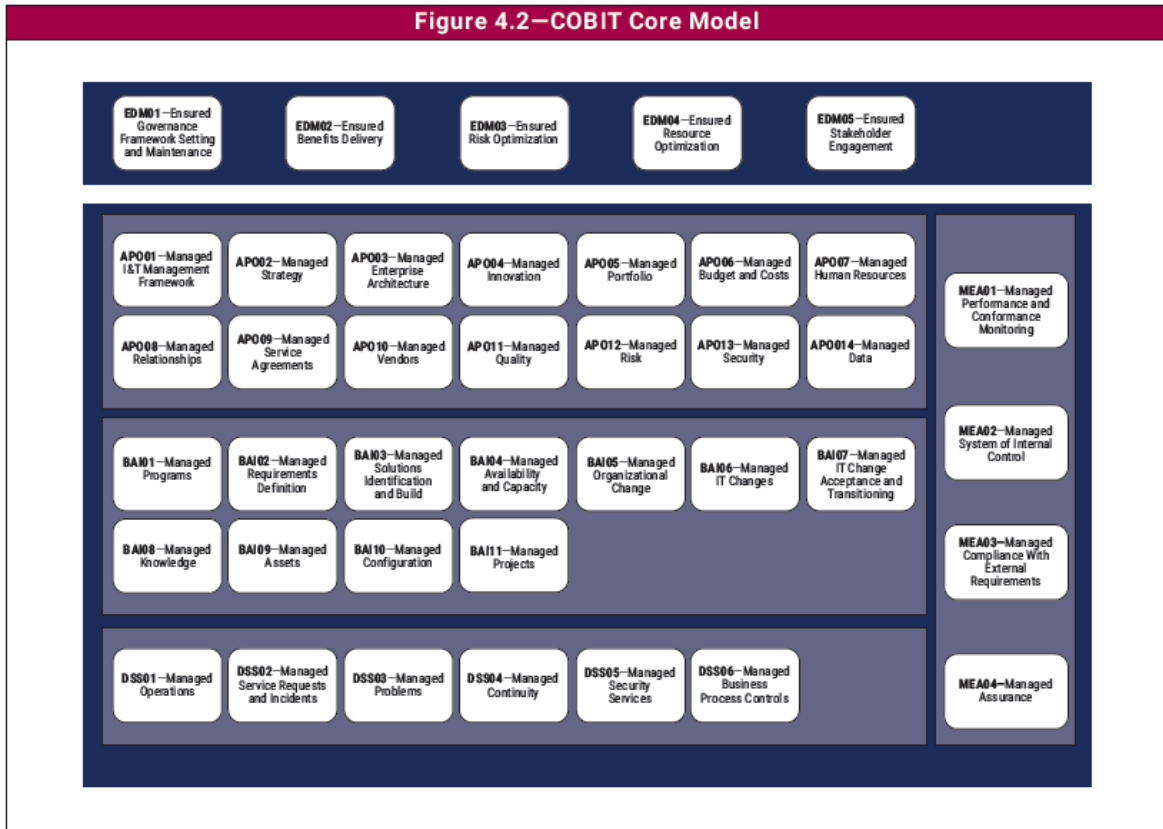 Figure 4.2—COBIT Core Model
EDM01—Ensured
Governance
Framework Setting
and Maintenance
EDM02—Ensured
Benefits Delivery
EDM03—Ensured
Risk Optimization
EDM04—Ensured
Resource
Optimization
EDM05—Ensured
Stakeholder
Engagement
APO01—Managed
I&T Management
Framework
APO02—Managed
Strategy
APO03—Managed
Enterprise
Architecture
APO04—Managed
Innovation
APO05—Managed
Portfolio
APO06—Managed
Budget and Costs
APO07—Managed
Human Resources
APO08—Managed
Relationships
APO09—Managed
Service
Agreements
APO10—Managed
Vendors
APO11—Managed
Quality
APO12—Managed
Risk
APO13—Managed
Security
APO014—Managed
Data
BAI01—Managed
Programs
BAI02—Managed
Requirements
Definition
BAI03—Managed
Solutions
Identification
and Build
BAI04—Managed
Availability
and Capacity
BAI05—Managed
Organizational
Change
BAI06—Managed
IT Changes
BAI07—Managed
IT Change
Acceptance and
Transitioning
BAI08—Managed
Knowledge
BAI09—Managed
Assets
BAI10—Managed
Configuration
BAI11—Managed
Projects
DSS01—Managed
Operations
DSS02—Managed
Service Requests
and Incidents
DSS03—Managed
Problems
DSS04—Managed
Continuity
DSS05—Managed
Security
Services
DSS06—Managed
Business
Process Controls
MEA01—Managed
Performance and
Conformance
Monitoring
MEA02—Managed
System of Internal
Control
MEA03—Managed
Compliance With
External
Requirements
MEA04—Managed
Assurance